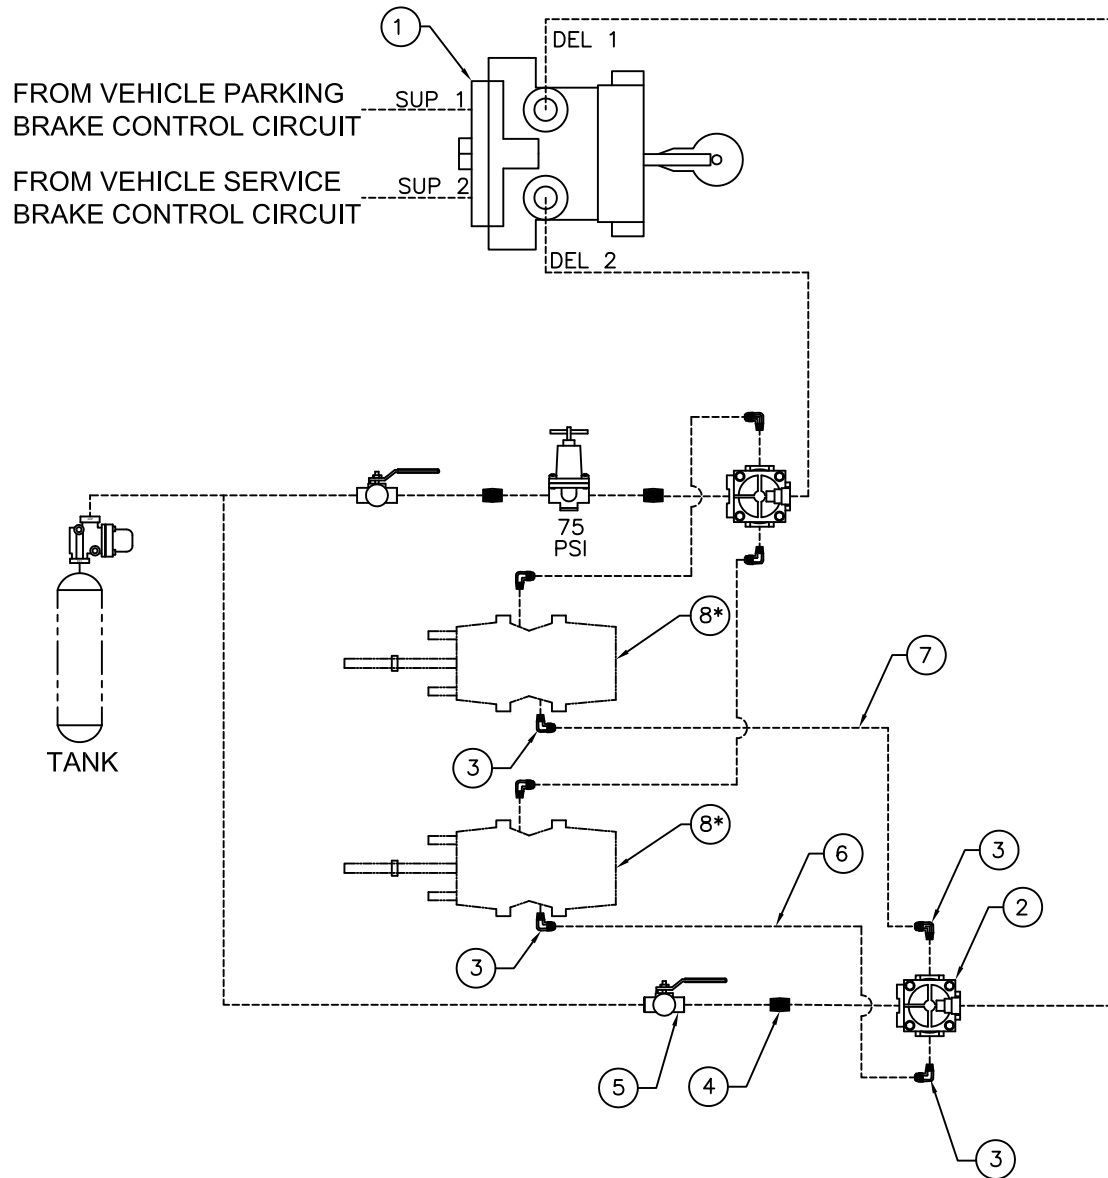 1
DEL 1
FROM VEHICLE PARKING
BRAKE CONTROL CIRCUIT
SUP 1
FROM VEHICLE SERVICE
BRAKE CONTROL CIRCUIT
SUP 2
DEL 2
75
PSI
8*
7
TANK
3
8*
6
3
2
3
5
4
3